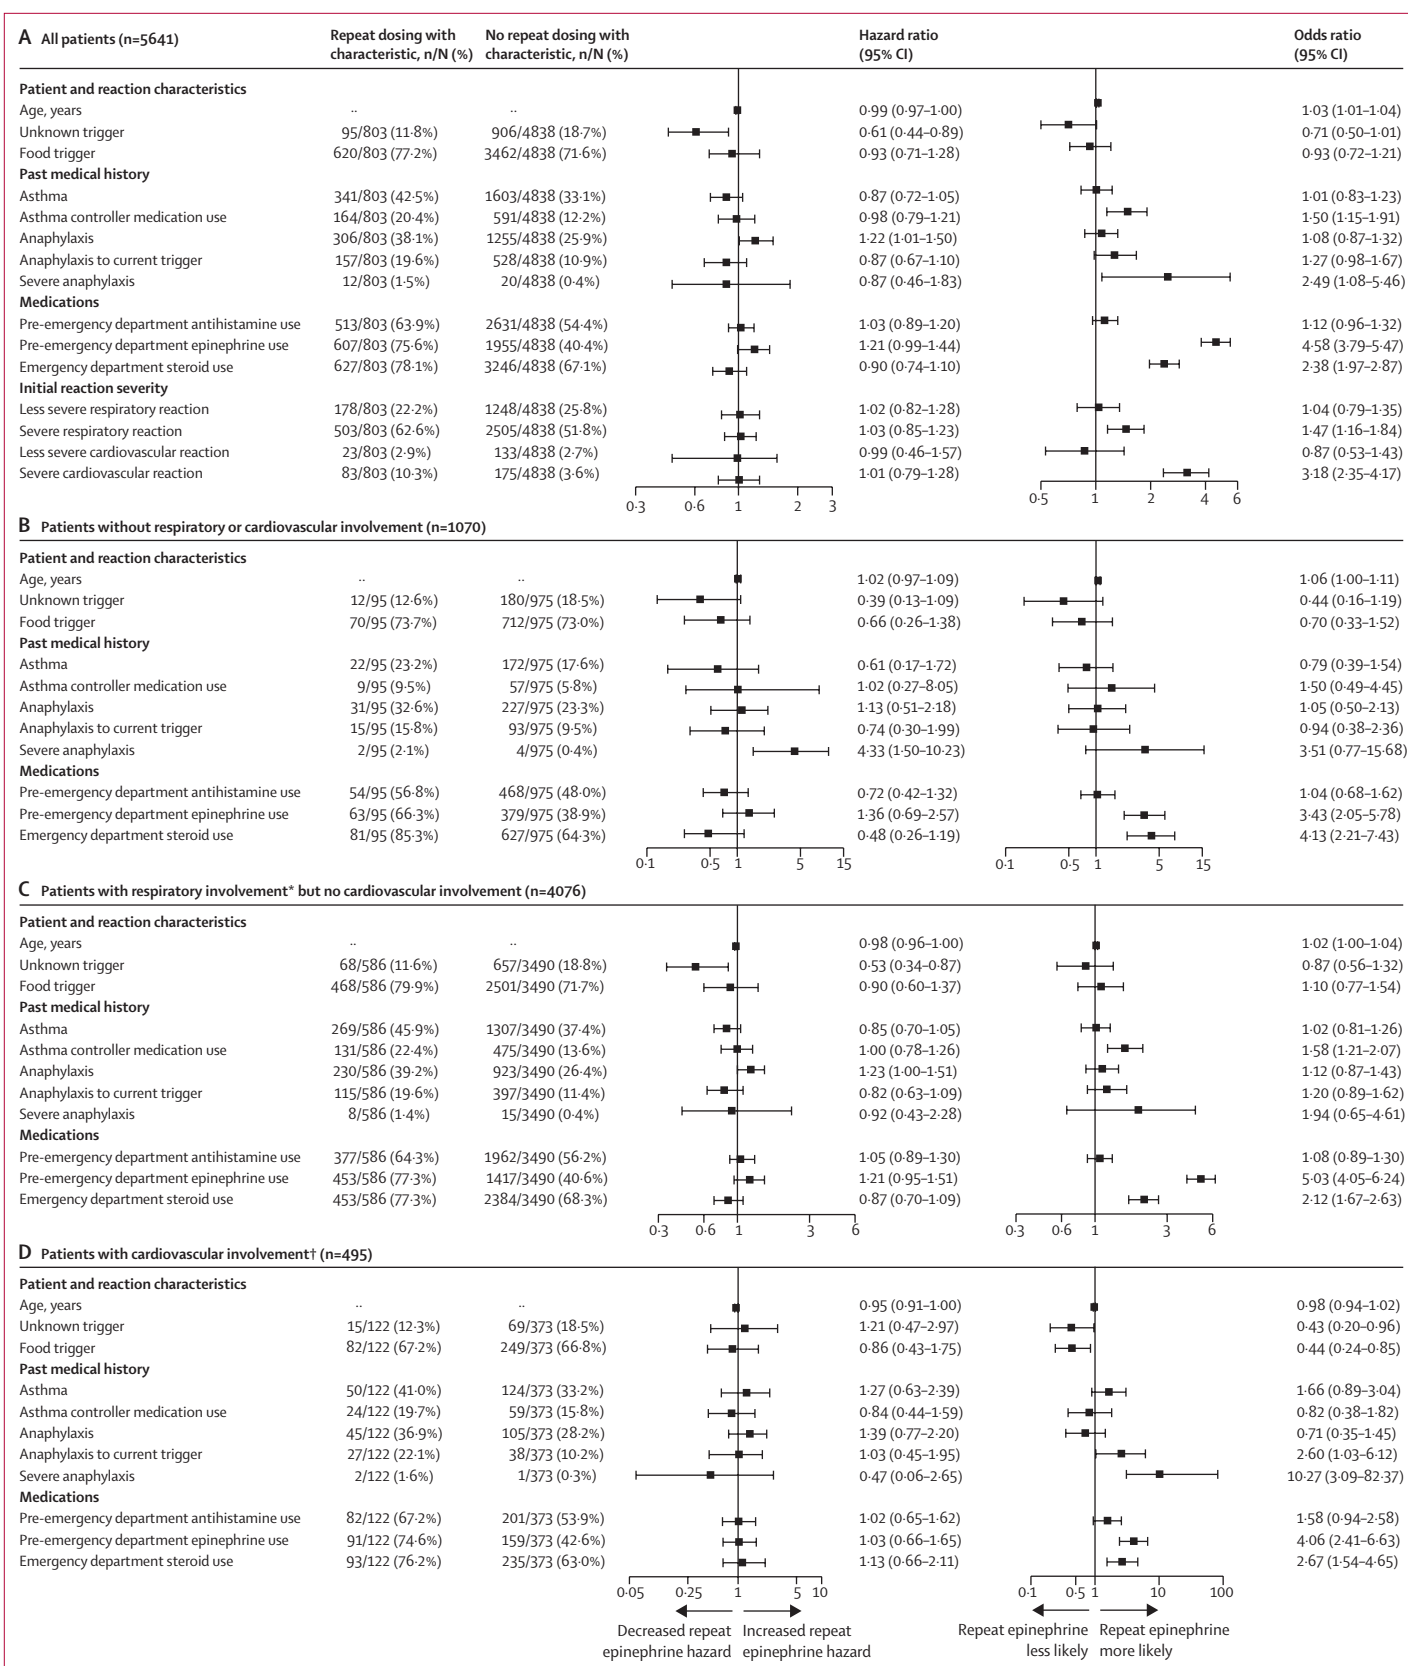 A All patients (n=5641) Repeat dosing with No repeat dosing with Hazard ratio Odds ratio
characteristic, n/N (%) characteristic, n/N (%) (95% CI) (95% CI)
Patient and reaction characteristics
Age, years ·· ·· 0·99 (0·97–1·00) 1·03 (1·01–1·04)
Unknown trigger 95/803 (11·8%) 906/4838 (18·7%) 0·61 (0·44–0·89) 0·71 (0·50–1·01)
Food trigger 620/803 (77·2%) 3462/4838 (71·6%) 0·93 (0·71–1·28) 0·93 (0·72–1·21)
Past medical history
Asthma 341/803 (42·5%) 1603/4838 (33·1%) 0·87 (0·72–1·05) 1·01 (0·83–1·23)
Asthma controller medication use 164/803 (20·4%) 591/4838 (12·2%) 0·98 (0·79–1·21) 1·50 (1·15–1·91)
Anaphylaxis 306/803 (38·1%) 1255/4838 (25·9%) 1·22 (1·01–1·50) 1·08 (0·87–1·32)
Anaphylaxis to current trigger 157/803 (19·6%) 528/4838 (10·9%) 0·87 (0·67–1·10) 1·27 (0·98–1·67)
Severe anaphylaxis 12/803 (1·5%) 20/4838 (0·4%) 0·87 (0·46–1·83) 2·49 (1·08–5·46)
Medications
Pre-emergency department antihistamine use 513/803 (63·9%) 2631/4838 (54·4%) 1·03 (0·89–1·20) 1·12 (0·96–1·32)
Pre-emergency department epinephrine use 607/803 (75·6%) 1955/4838 (40·4%) 1·21 (0·99–1·44) 4·58 (3·79–5·47)
Emergency department steroid use 627/803 (78·1%) 3246/4838 (67·1%) 0·90 (0·74–1·10) 2·38 (1·97–2·87)
Initial reaction severity
Less severe respiratory reaction 178/803 (22·2%) 1248/4838 (25·8%) 1·02 (0·82–1·28) 1·04 (0·79–1·35)
Severe respiratory reaction 503/803 (62·6%) 2505/4838 (51·8%) 1·03 (0·85–1·23) 1·47 (1·16–1·84)
Less severe cardiovascular reaction 23/803 (2·9%) 133/4838 (2·7%) 0·99 (0·46–1·57) 0·87 (0·53–1·43)
Severe cardiovascular reaction 83/803 (10·3%) 175/4838 (3·6%) 1·01 (0·79–1·28) 3·18 (2·35–4·17)
0·3 0·6 1 2 3 0·5 1 2 4 6
B Patients without respiratory or cardiovascular involvement (n=1070)
Patient and reaction characteristics
Age, years ·· ·· 1·02 (0·97–1·09) 1·06 (1·00–1·11)
Unknown trigger 12/95 (12·6%) 180/975 (18·5%) 0·39 (0·13–1·09) 0·44 (0·16–1·19)
Food trigger 70/95 (73·7%) 712/975 (73·0%) 0·66 (0·26–1·38) 0·70 (0·33–1·52)
Past medical history
Asthma 22/95 (23·2%) 172/975 (17·6%) 0·61 (0·17–1·72) 0·79 (0·39–1·54)
Asthma controller medication use 9/95 (9·5%) 57/975 (5·8%) 1·02 (0·27–8·05) 1·50 (0·49–4·45)
Anaphylaxis 31/95 (32·6%) 227/975 (23·3%) 1·13 (0·51–2·18) 1·05 (0·50–2·13)
Anaphylaxis to current trigger 15/95 (15·8%) 93/975 (9·5%) 0·74 (0·30–1·99) 0·94 (0·38–2·36)
Severe anaphylaxis 2/95 (2·1%) 4/975 (0·4%) 4·33 (1·50–10·23) 3·51 (0·77–15·68)
Medications
Pre-emergency department antihistamine use 54/95 (56·8%) 468/975 (48·0%) 0·72 (0·42–1·32) 1·04 (0·68–1·62)
Pre-emergency department epinephrine use 63/95 (66·3%) 379/975 (38·9%) 1·36 (0·69–2·57) 3·43 (2·05–5·78)
Emergency department steroid use 81/95 (85·3%) 627/975 (64·3%) 0·48 (0·26–1·19) 4·13 (2·21–7·43)
0·1 0·5 1 5 15 0·1 0·5 1 5 15
C Patients with respiratory involvement* but no cardiovascular involvement (n=4076)
Patient and reaction characteristics
Age, years ·· ·· 0·98 (0·96–1·00) 1·02 (1·00–1·04)
Unknown trigger 68/586 (11·6%) 657/3490 (18·8%) 0·53 (0·34–0·87) 0·87 (0·56–1·32)
Food trigger 468/586 (79·9%) 2501/3490 (71·7%) 0·90 (0·60–1·37) 1·10 (0·77–1·54)
Past medical history
Asthma 269/586 (45·9%) 1307/3490 (37·4%) 0·85 (0·70–1·05) 1·02 (0·81–1·26)
Asthma controller medication use 131/586 (22·4%) 475/3490 (13·6%) 1·00 (0·78–1·26) 1·58 (1·21–2·07)
Anaphylaxis 230/586 (39·2%) 923/3490 (26·4%) 1·23 (1·00–1·51) 1·12 (0·87–1·43)
Anaphylaxis to current trigger 115/586 (19·6%) 397/3490 (11·4%) 0·82 (0·63–1·09) 1·20 (0·89–1·62)
Severe anaphylaxis 8/586 (1·4%) 15/3490 (0·4%) 0·92 (0·43–2·28) 1·94 (0·65–4·61)
Medications
Pre-emergency department antihistamine use 377/586 (64·3%) 1962/3490 (56·2%) 1·05 (0·89–1·30) 1·08 (0·89–1·30)
Pre-emergency department epinephrine use 453/586 (77·3%) 1417/3490 (40·6%) 1·21 (0·95–1·51) 5·03 (4·05–6·24)
Emergency department steroid use 453/586 (77·3%) 2384/3490 (68·3%) 0·87 (0·70–1·09) 2·12 (1·67–2·63)
0·3 0·6 1 3 6 0·3 0·6 1 3 6
D Patients with cardiovascular involvement† (n=495)
Patient and reaction characteristics
Age, years ·· ·· 0·95 (0·91–1·00) 0·98 (0·94–1·02)
Unknown trigger 15/122 (12·3%) 69/373 (18·5%) 1·21 (0·47–2·97) 0·43 (0·20–0·96)
Food trigger 82/122 (67·2%) 249/373 (66·8%) 0·86 (0·43–1·75) 0·44 (0·24–0·85)
Past medical history
Asthma 50/122 (41·0%) 124/373 (33·2%) 1·27 (0·63–2·39) 1·66 (0·89–3·04)
Asthma controller medication use 24/122 (19·7%) 59/373 (15·8%) 0·84 (0·44–1·59) 0·82 (0·38–1·82)
Anaphylaxis 45/122 (36·9%) 105/373 (28·2%) 1·39 (0·77–2·20) 0·71 (0·35–1·45)
Anaphylaxis to current trigger 27/122 (22·1%) 38/373 (10·2%) 1·03 (0·45–1·95) 2·60 (1·03–6·12)
Severe anaphylaxis 2/122 (1·6%) 1/373 (0·3%) 0·47 (0·06–2·65) 10·27 (3·09–82·37)
Medications
Pre-emergency department antihistamine use 82/122 (67·2%) 201/373 (53·9%) 1·02 (0·65–1·62) 1·58 (0·94–2·58)
Pre-emergency department epinephrine use 91/122 (74·6%) 159/373 (42·6%) 1·03 (0·66–1·65) 4·06 (2·41–6·63)
Emergency department steroid use 93/122 (76·2%) 235/373 (63·0%) 1·13 (0·66–2·11) 2·67 (1·54–4·65)
0·05 0·25 1 5 10 0·1 0·5 1 10 100
Decreased repeat Increased repeat Repeat epinephrine Repeat epinephrine
epinephrine hazard epinephrine hazard less likely more likely